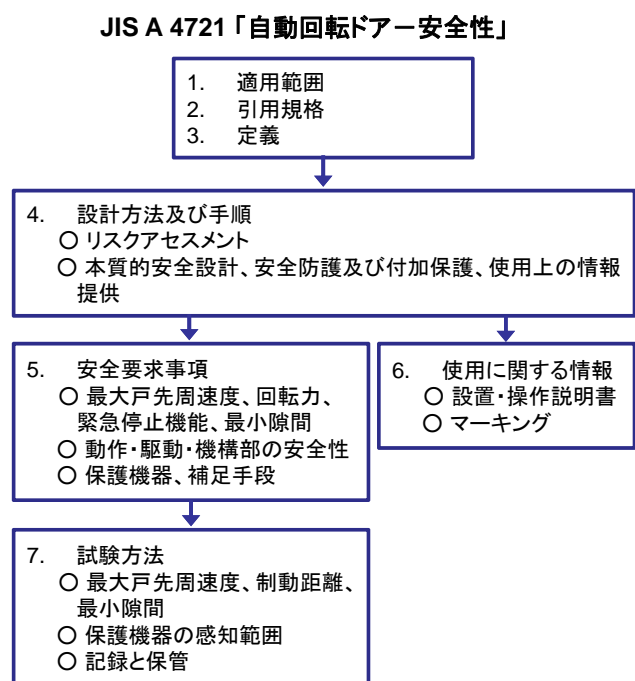 JIS A 4721「自動回転ドアー安全性」
1. 適用範囲
2. 引用規格
3. 定義
4. 設計方法及び手順
○ リスクアセスメント
○ 本質的安全設計、安全防護及び付加保護、使用上の情報
提供
5. 安全要求事項
○ 最大戸先周速度、回転力、
緊急停止機能、最小隙間
○ 動作・駆動・機構部の安全性
○ 保護機器、補足手段
6. 使用に関する情報
○ 設置・操作説明書
○ マーキング
7. 試験方法
○ 最大戸先周速度、制動距離、
最小隙間
○ 保護機器の感知範囲
○ 記録と保管